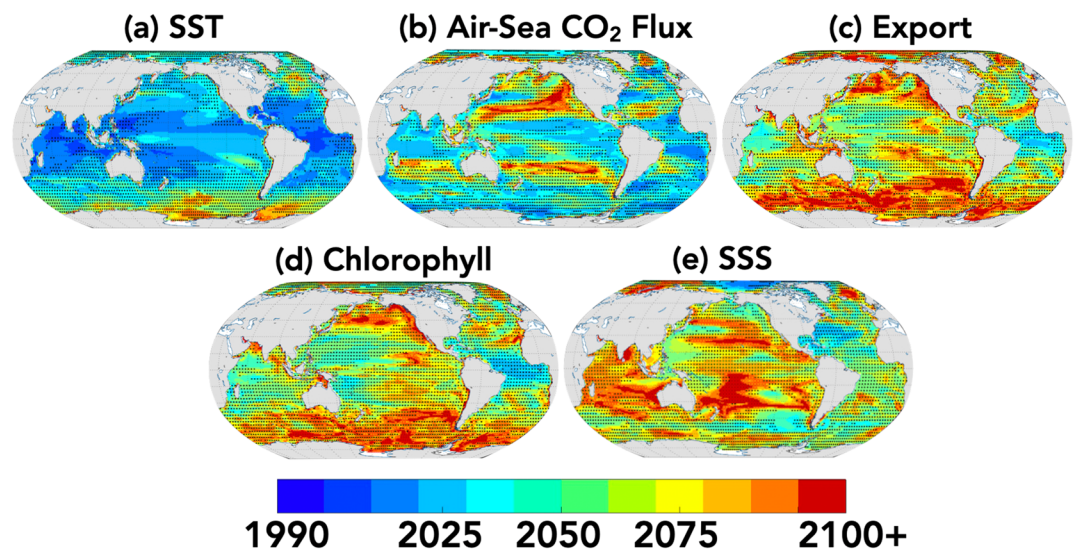 (a) SST
(b) Air-Sea CO₂ Flux
(c) Export
(d) Chlorophyll
(e) SSS
1990 2025 2050 2075 2100+